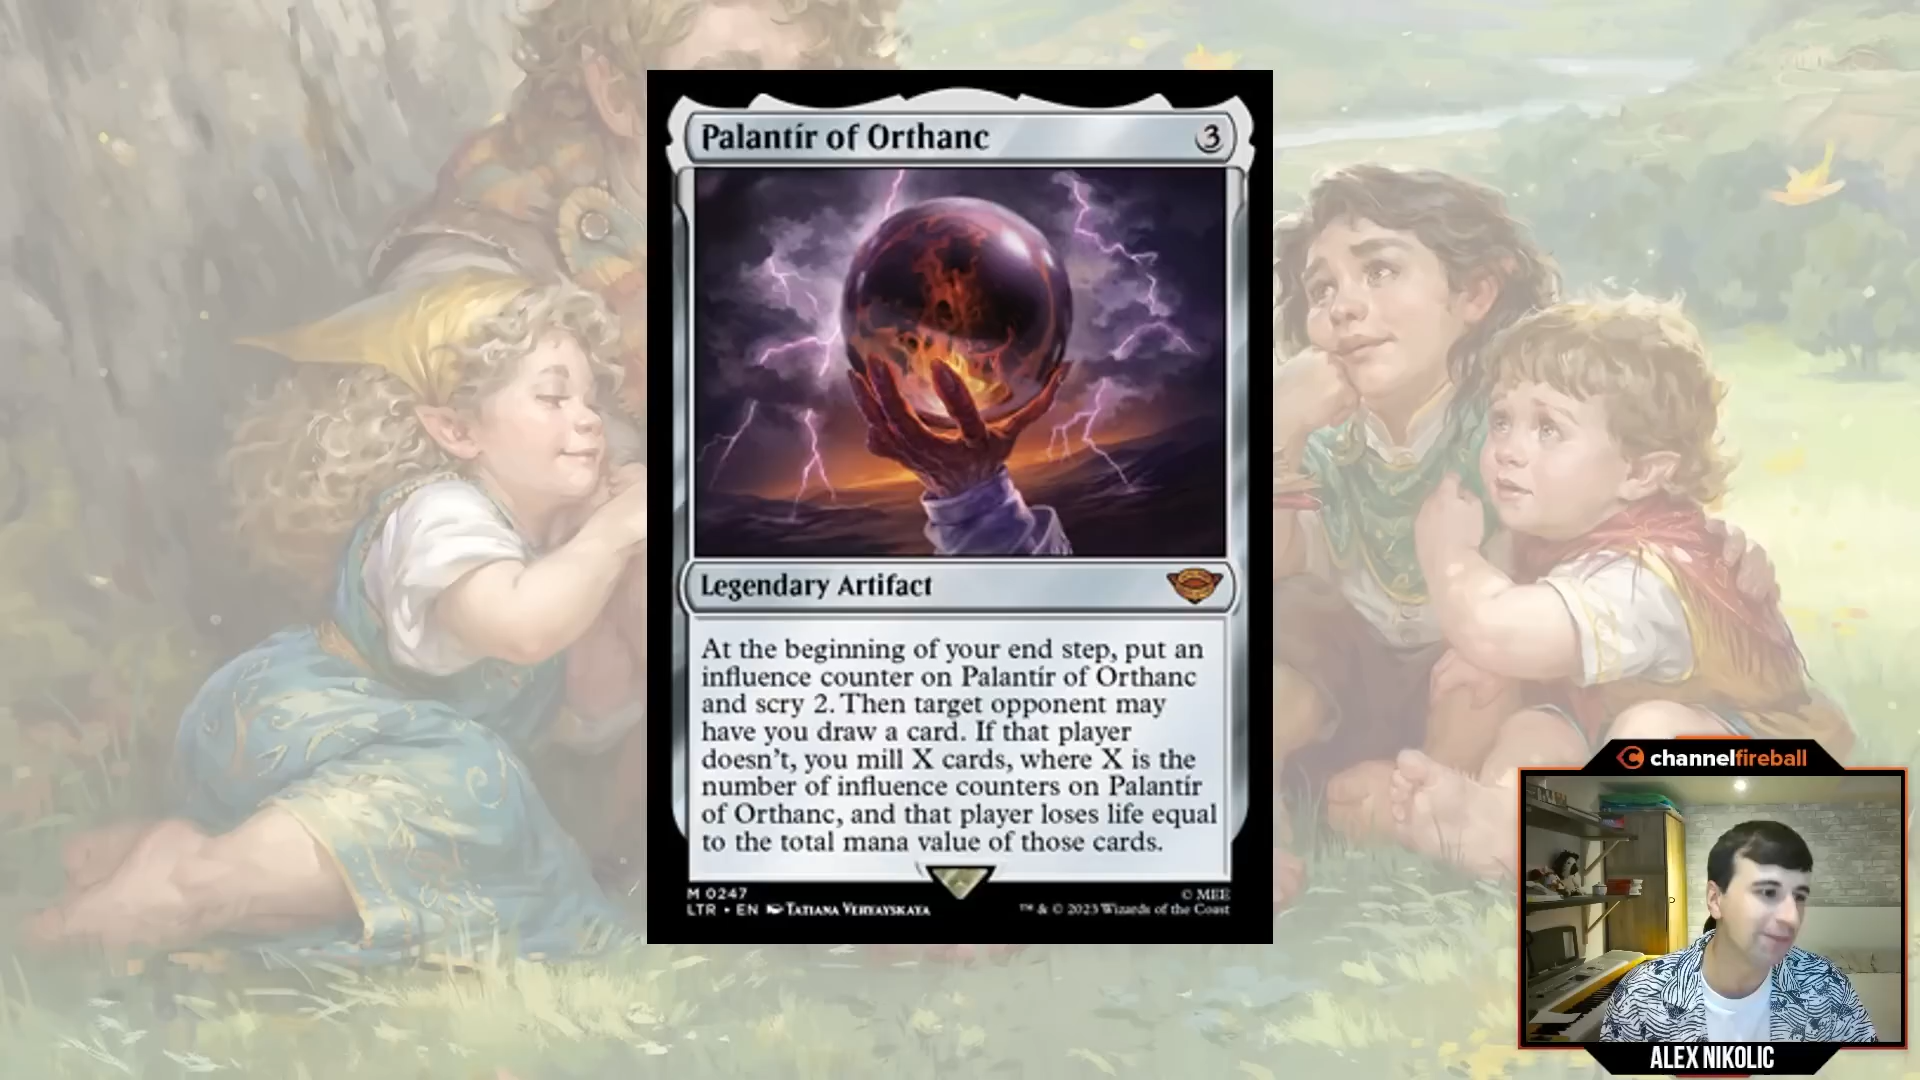 Palantír of Orthanc 3
Legendary Artifact
At the beginning of your end step, put an
influence counter on Palantír of Orthanc
and scry 2. Then target opponent may
have you draw a card. If that player
doesn't, you mill X cards, where X is the
number of influence counters on Palantír
of Orthanc, and that player loses life equal
to the total mana value of those cards.
M 0247 © MEE
LTR • EN Tatiana Veryayskaya ™ & © 2023 Wizards of the Coast
channelfireball
ALEX NIKOLIC